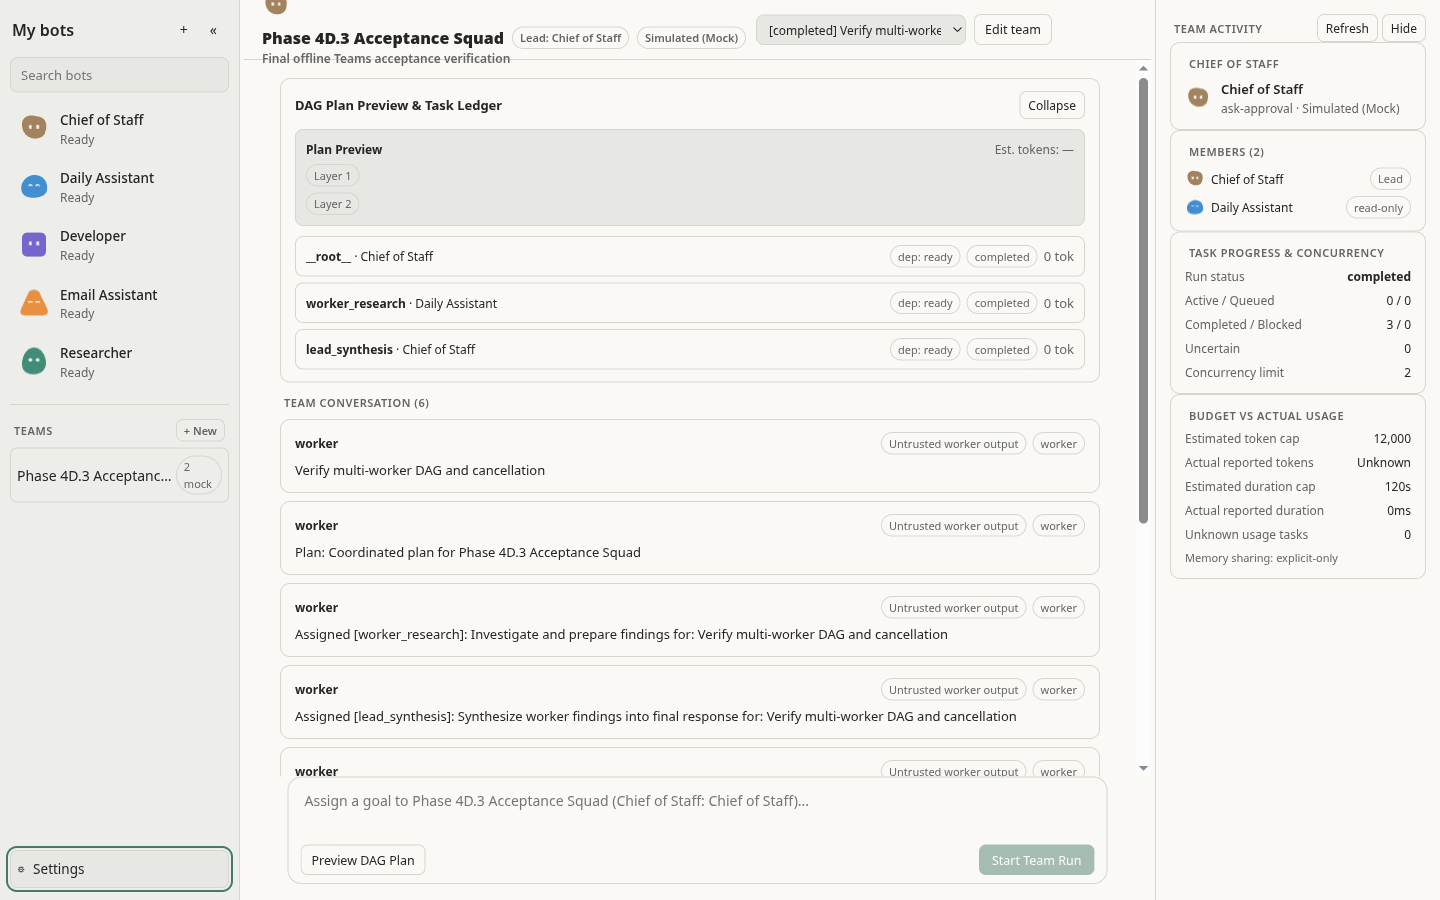 My bots
+
«
Search bots
Chief of Staff
Ready
Daily Assistant
Ready
Developer
Ready
Email Assistant
Ready
Researcher
Ready
TEAMS
+ New
Phase 4D.3 Acceptanc...
2
mock
Settings
Phase 4D.3 Acceptance Squad
Lead: Chief of Staff
Simulated (Mock)
[completed] Verify multi-worke
Edit team
Final offline Teams acceptance verification
DAG Plan Preview & Task Ledger
Collapse
Plan Preview
Est. tokens: —
Layer 1
Layer 2
__root__ · Chief of Staff
dep: ready
completed
0 tok
worker_research · Daily Assistant
dep: ready
completed
0 tok
lead_synthesis · Chief of Staff
dep: ready
completed
0 tok
TEAM CONVERSATION (6)
worker
Untrusted worker output
worker
Verify multi-worker DAG and cancellation
worker
Untrusted worker output
worker
Plan: Coordinated plan for Phase 4D.3 Acceptance Squad
worker
Untrusted worker output
worker
Assigned [worker_research]: Investigate and prepare findings for: Verify multi-worker DAG and cancellation
worker
Untrusted worker output
worker
Assigned [lead_synthesis]: Synthesize worker findings into final response for: Verify multi-worker DAG and cancellation
worker
Untrusted worker output
worker
Assign a goal to Phase 4D.3 Acceptance Squad (Chief of Staff: Chief of Staff)...
Preview DAG Plan
Start Team Run
TEAM ACTIVITY
Refresh
Hide
CHIEF OF STAFF
Chief of Staff
ask-approval · Simulated (Mock)
MEMBERS (2)
Chief of Staff
Lead
Daily Assistant
read-only
TASK PROGRESS & CONCURRENCY
Run status
completed
Active / Queued
0 / 0
Completed / Blocked
3 / 0
Uncertain
0
Concurrency limit
2
BUDGET VS ACTUAL USAGE
Estimated token cap
12,000
Actual reported tokens
Unknown
Estimated duration cap
120s
Actual reported duration
0ms
Unknown usage tasks
0
Memory sharing: explicit-only